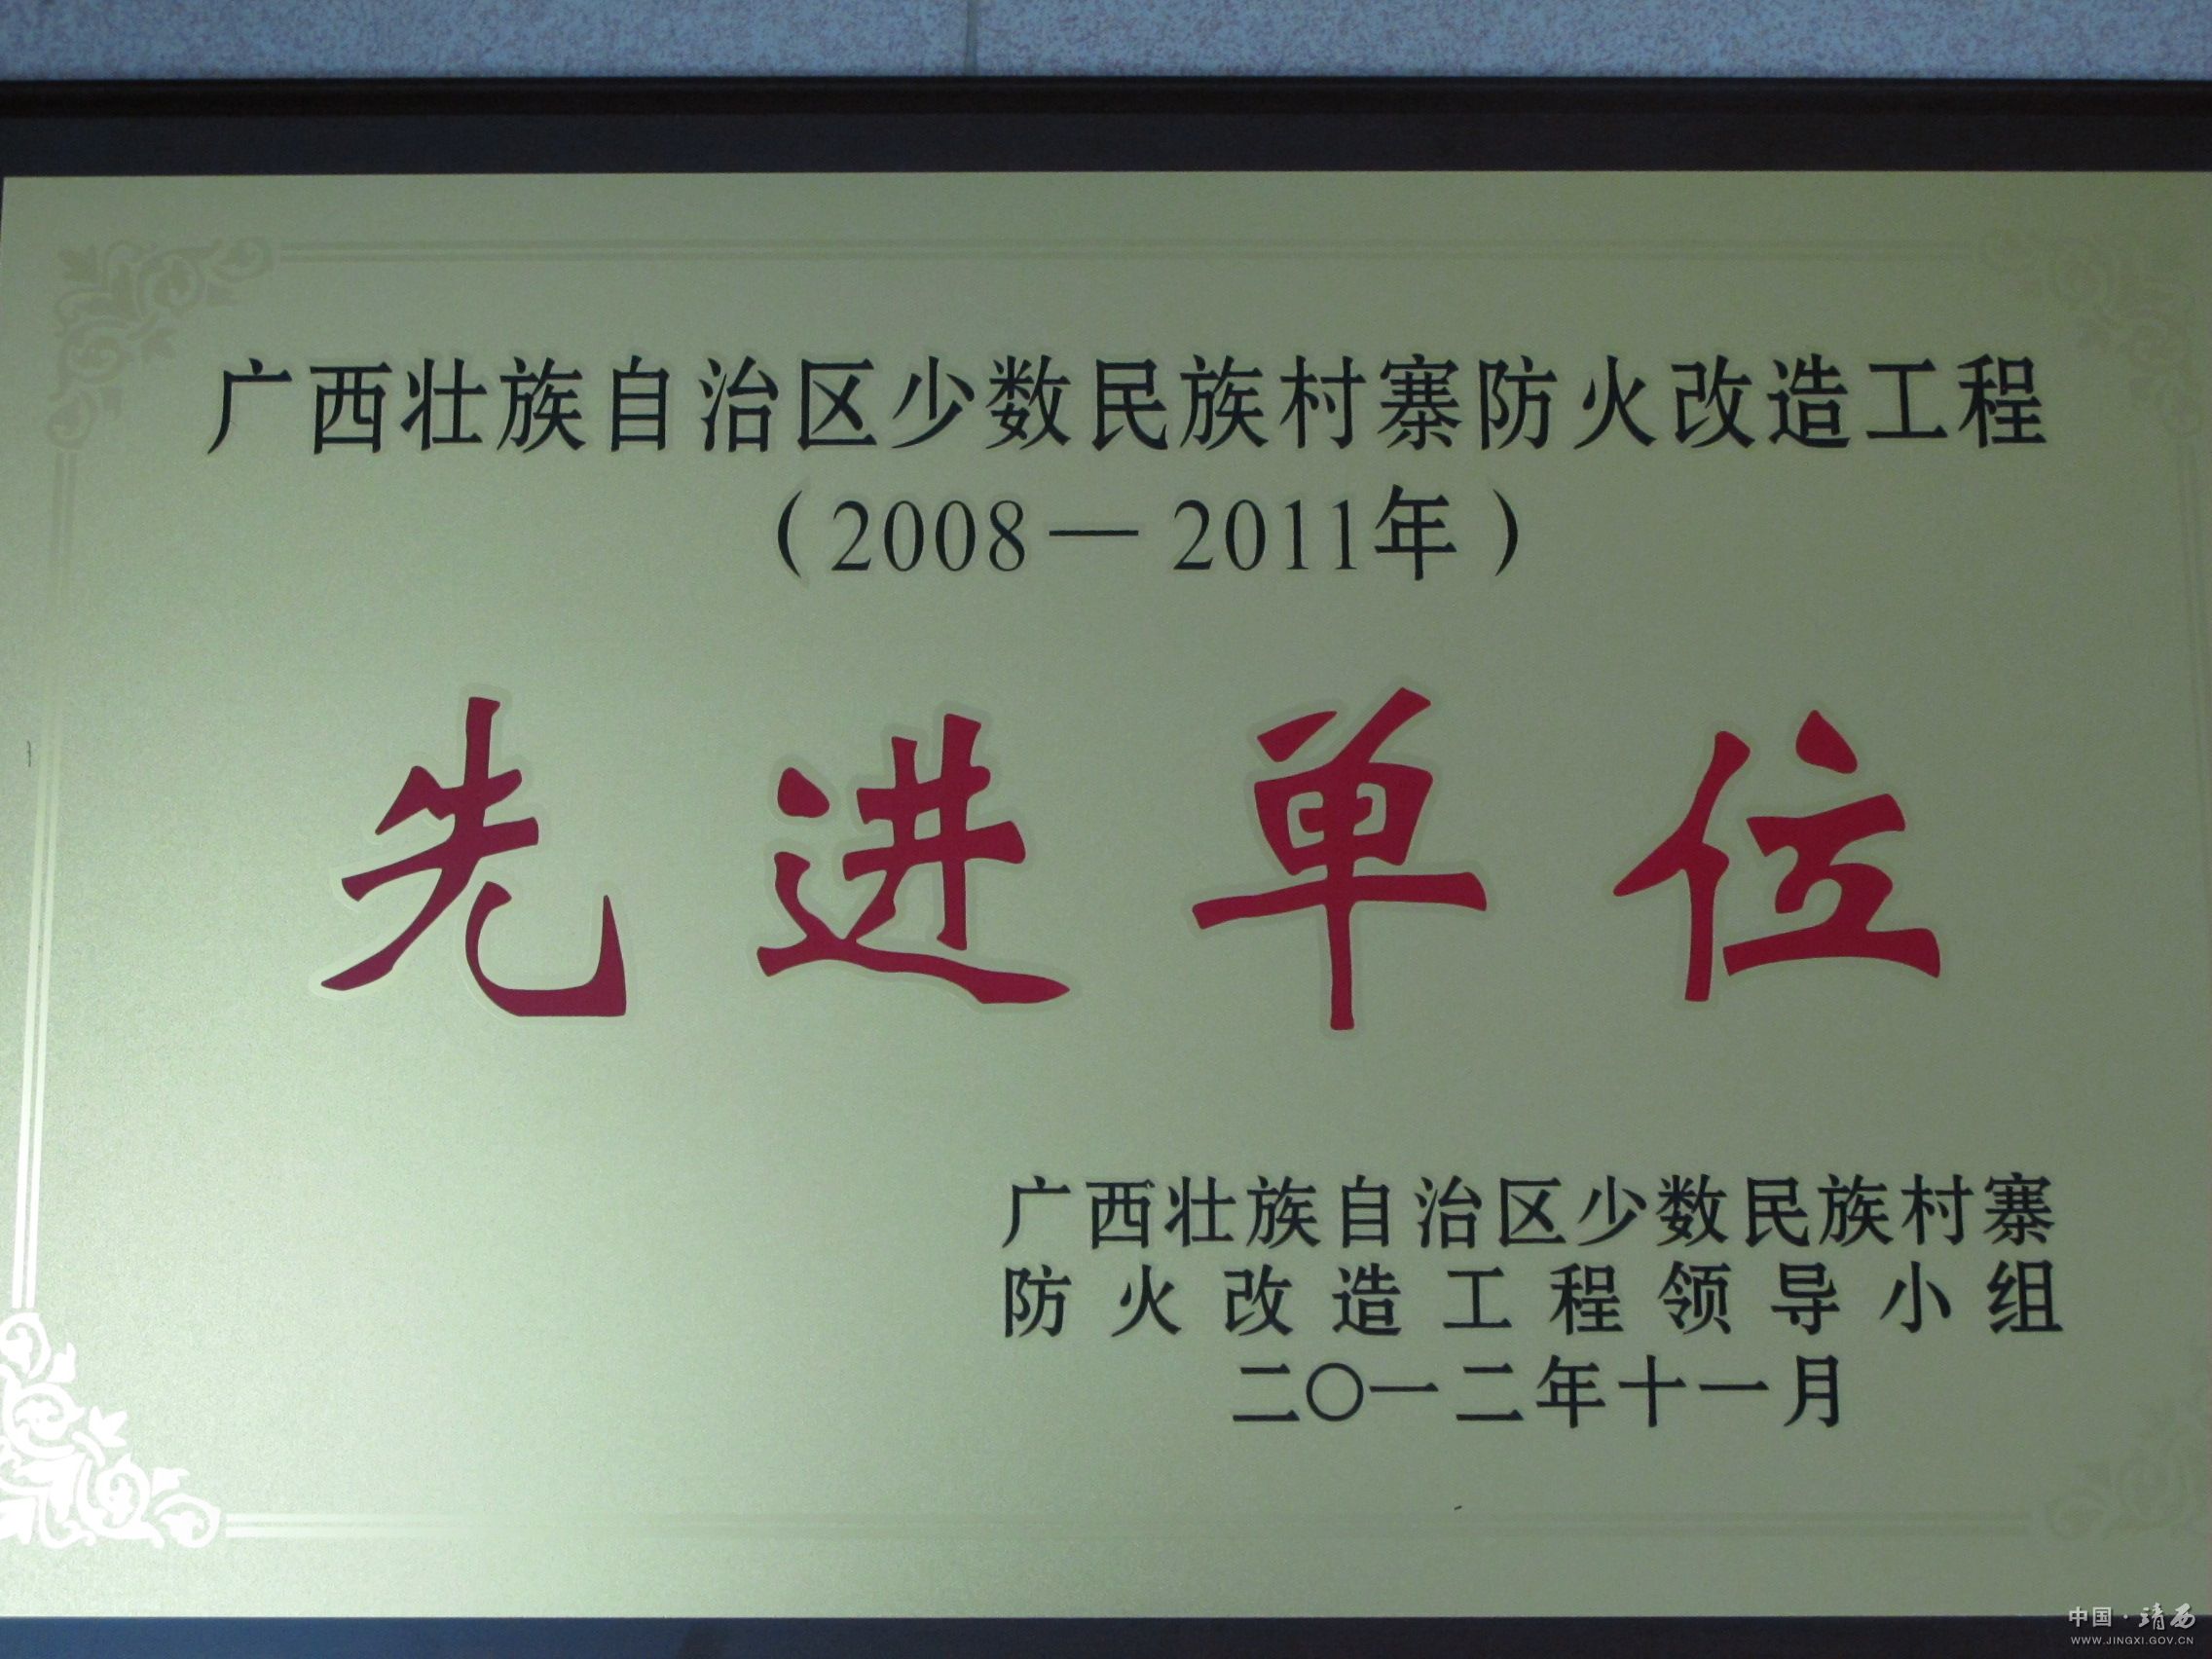 广西壮族自治区少数民族村寨防火改造工程
（2008—2011年）
先进单位
广西壮族自治区少数民族村寨
防火改造工程领导小组
二〇一二年十一月
中国·靖西
WWW.JINGXI.GOV.CN